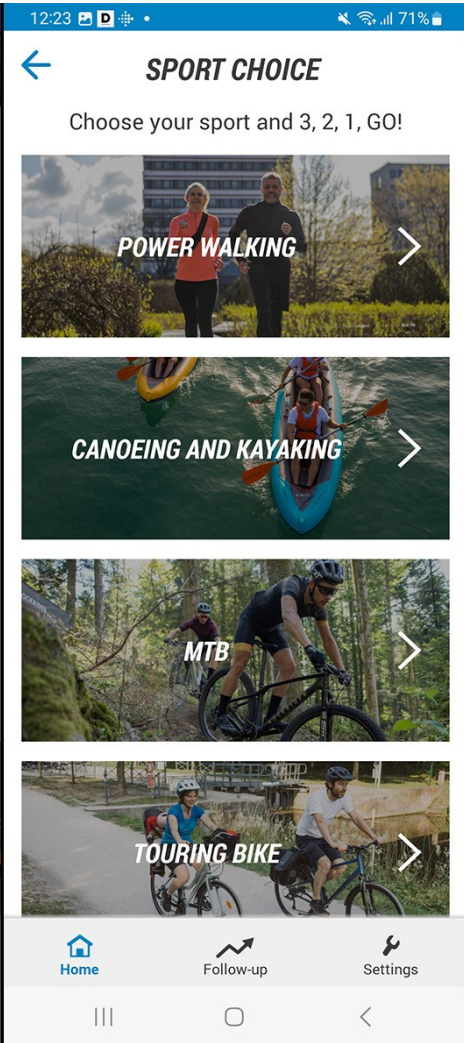 12:23 D 71%
SPORT CHOICE
Choose your sport and 3, 2, 1, GO!
POWER WALKING
CANOEING AND KAYAKING
MTB
TOURING BIKE
Home Follow-up Settings